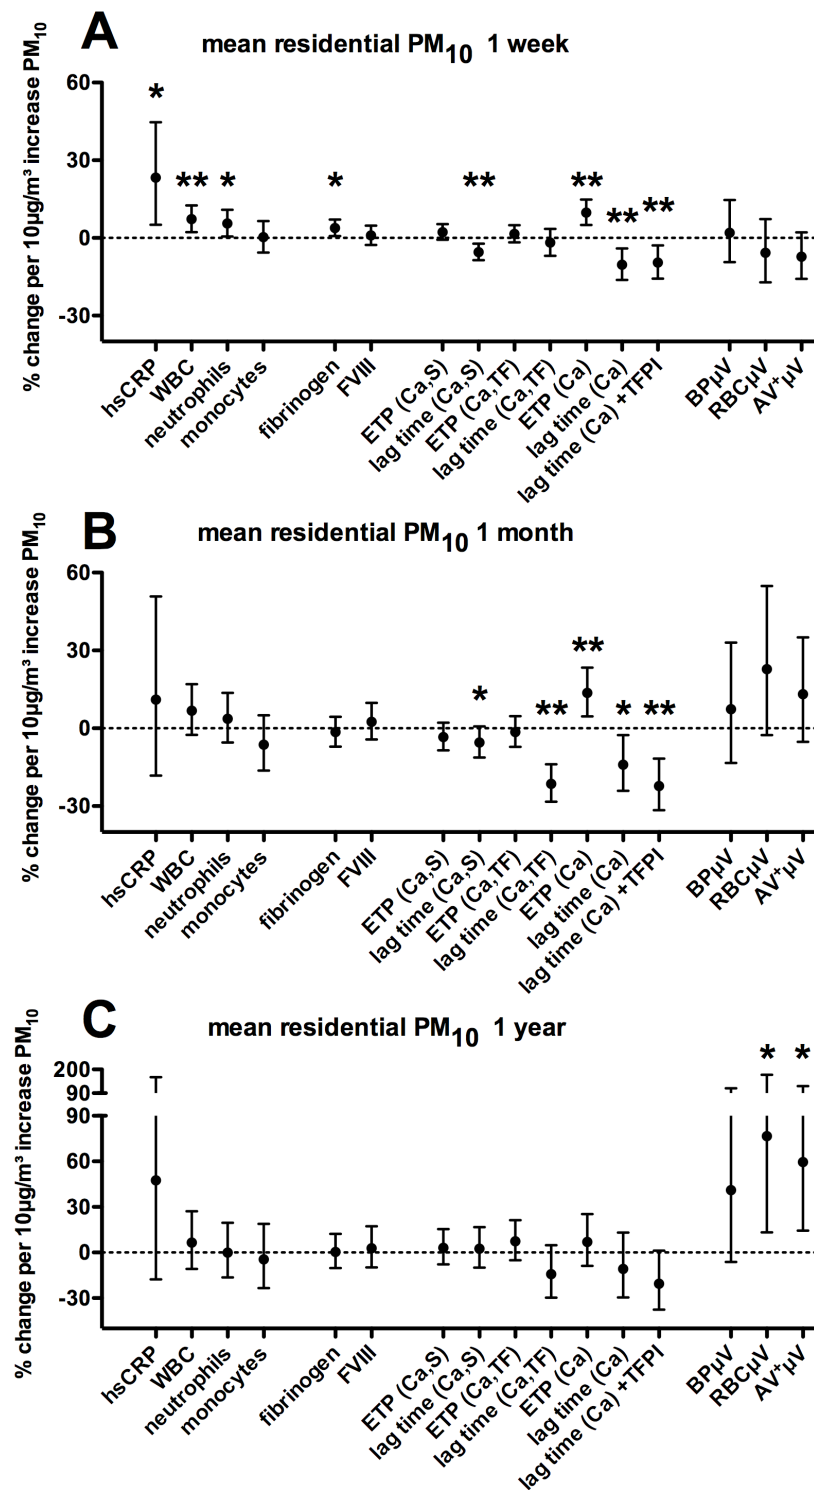 A
mean residential PM10 1 week
% change per 10µg/m³ increase PM10
60
30
0
-30
*
**
*
*
**
**
**
**
hsCRP
WBC
neutrophils
monocytes
fibrinogen
FVIII
ETP (Ca,S)
lag time (Ca,S)
ETP (Ca,TF)
lag time (Ca,TF)
ETP (Ca)
lag time (Ca)
lag time (Ca) +TFPI
BPµV
RBCµV
AV⁺µV
B
mean residential PM10 1 month
% change per 10µg/m³ increase PM10
60
30
0
-30
*
**
**
*
**
hsCRP
WBC
neutrophils
monocytes
fibrinogen
FVIII
ETP (Ca,S)
lag time (Ca,S)
ETP (Ca,TF)
lag time (Ca,TF)
ETP (Ca)
lag time (Ca)
lag time (Ca) +TFPI
BPµV
RBCµV
AV⁺µV
C
mean residential PM10 1 year
% change per 10µg/m³ increase PM10
200
90
90
60
30
0
-30
*
*
hsCRP
WBC
neutrophils
monocytes
fibrinogen
FVIII
ETP (Ca,S)
lag time (Ca,S)
ETP (Ca,TF)
lag time (Ca,TF)
ETP (Ca)
lag time (Ca)
lag time (Ca) +TFPI
BPµV
RBCµV
AV⁺µV